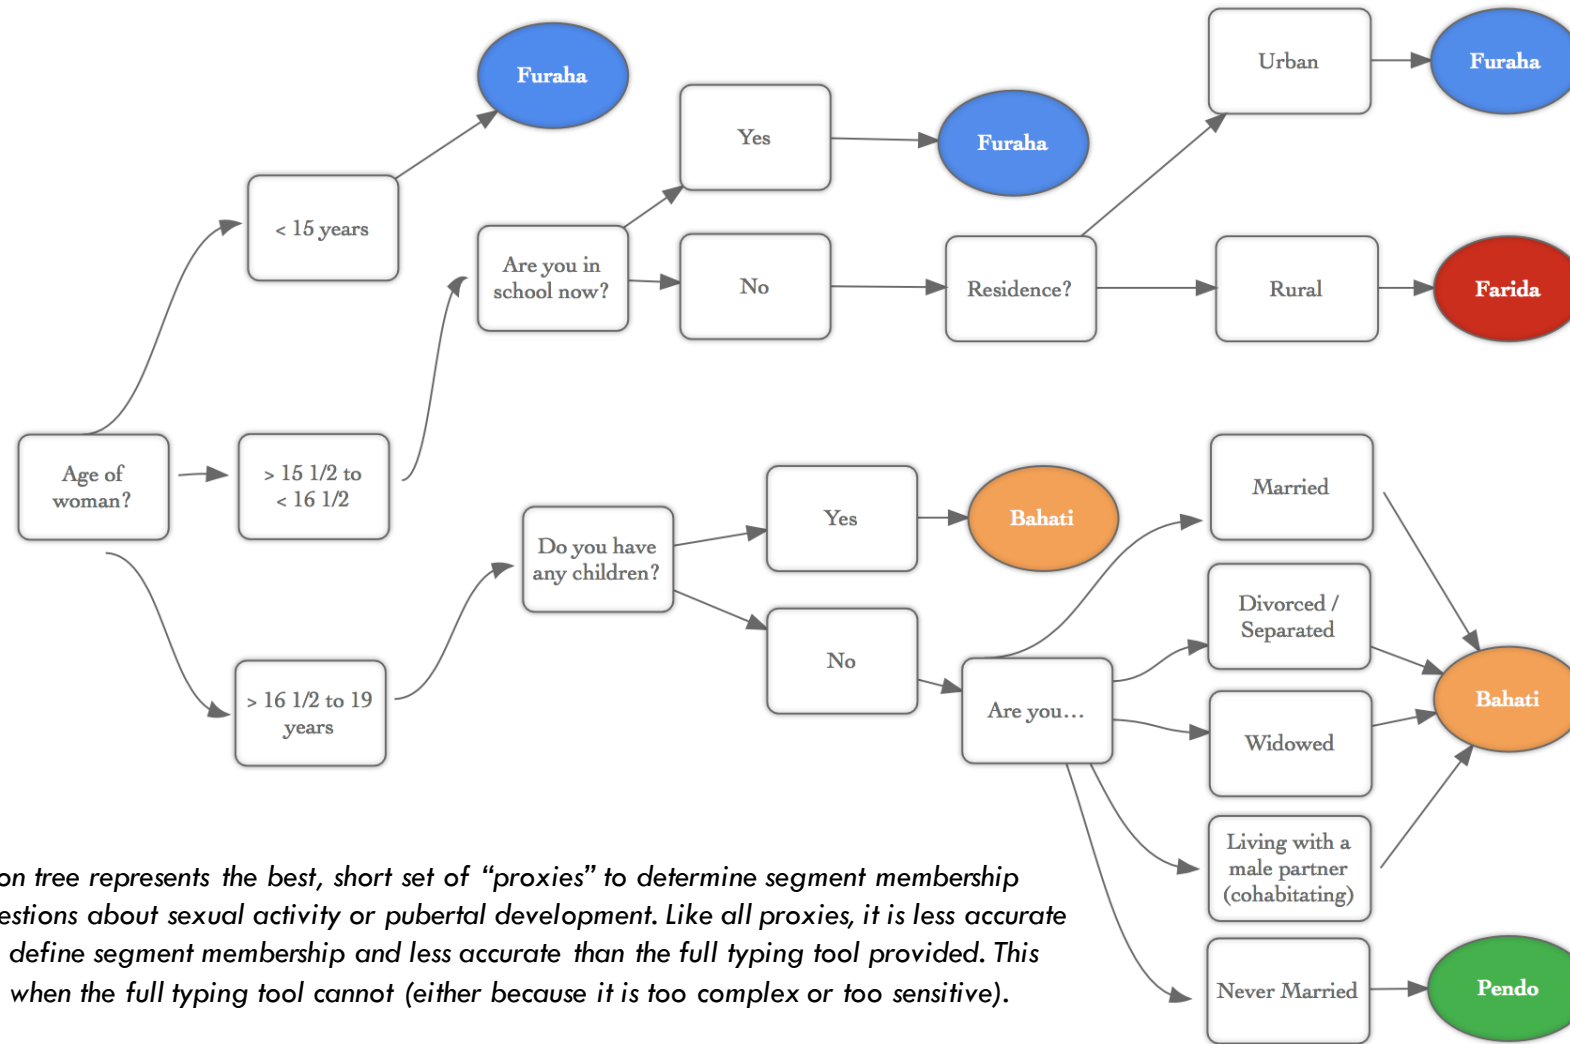 Furaha
Urban
Furaha
Yes
Furaha
< 15 years
Are you in
school now?
No
Residence?
Rural
Farida
Age of
woman?
> 15 1/2 to
< 16 1/2
Married
Yes
Bahati
Do you have
any children?
Divorced /
Separated
No
> 16 1/2 to 19
years
Are you...
Bahati
Widowed
Living with a
male partner
(cohabitating)
Never Married
Pendo
on tree represents the best, short set of “proxies” to determine segment membership
estions about sexual activity or pubertal development. Like all proxies, it is less accurate
define segment membership and less accurate than the full typing tool provided. This
when the full typing tool cannot (either because it is too complex or too sensitive).